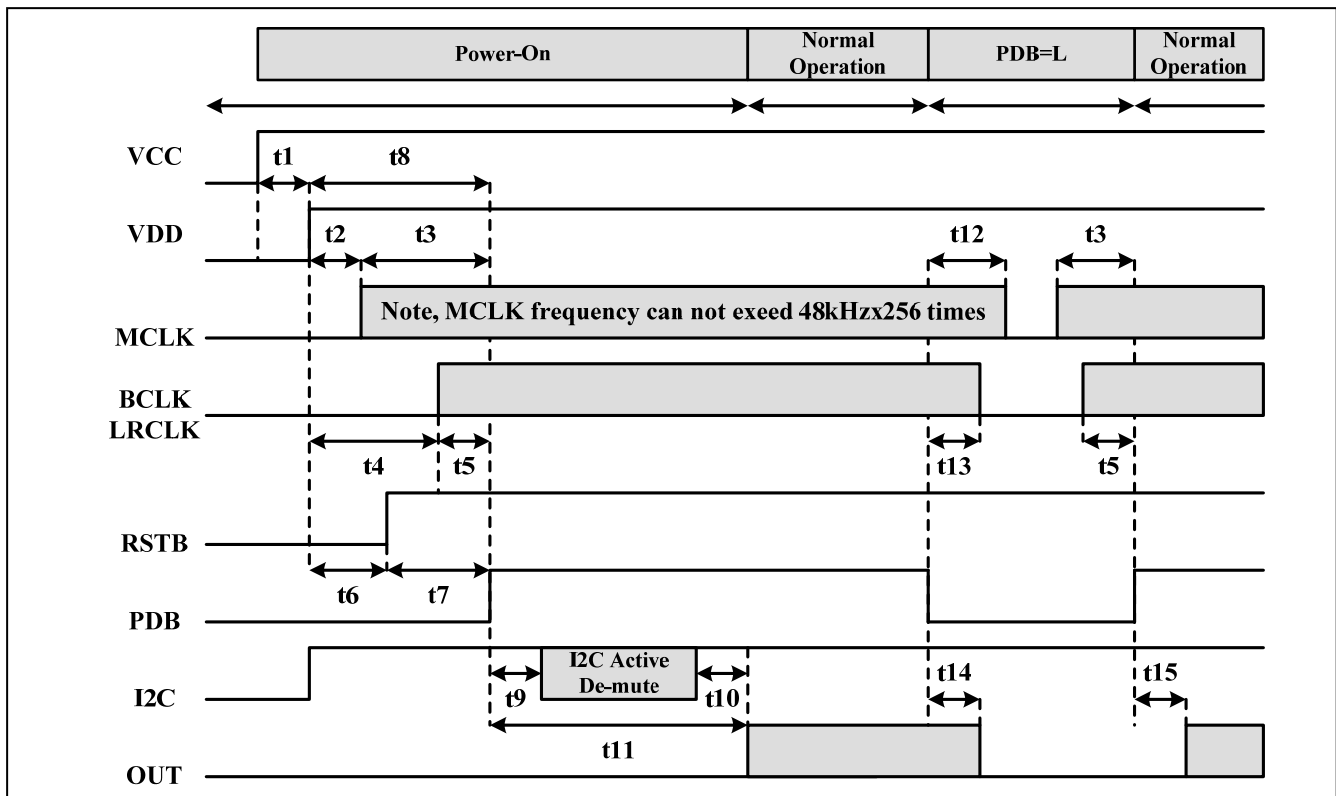 Power-On
Normal
Operation
PDB=L
Normal
Operation
VCC
t1
t8
VDD
t2
t3
t12
t3
Note, MCLK frequency can not exeed 48kHzx256 times
MCLK
BCLK
LRCLK
t4
t5
t13
t5
RSTB
t6
t7
PDB
I2C Active
De-mute
t14
t15
I2C
t9
t10
t11
OUT